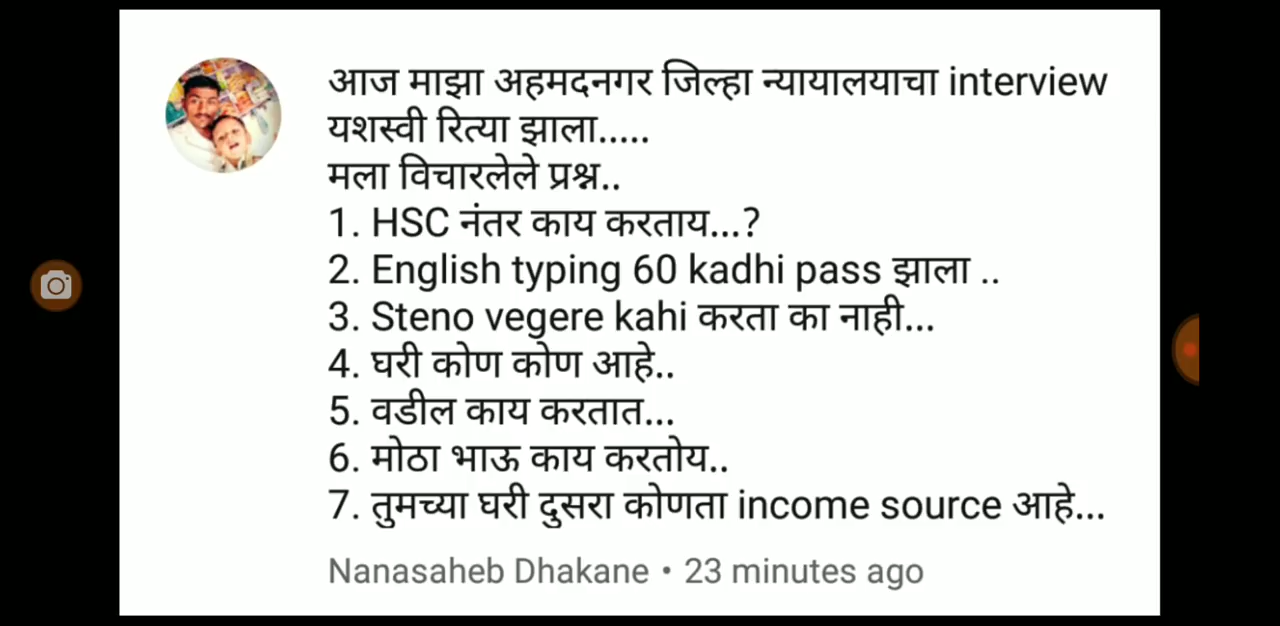 आज माझा अहमदनगर जिल्हा न्यायालयाचा interview
यशस्वी रित्या झाला.....
मला विचारलेले प्रश्न..
1. HSC नंतर काय करताय...?
2. English typing 60 kadhi pass झाला ..
3. Steno vegere kahi करता का नाही...
4. घरी कोण कोण आहे..
5. वडील काय करतात...
6. मोठा भाऊ काय करतोय..
7. तुमच्या घरी दुसरा कोणता income source आहे...
Nanasaheb Dhakane • 23 minutes ago